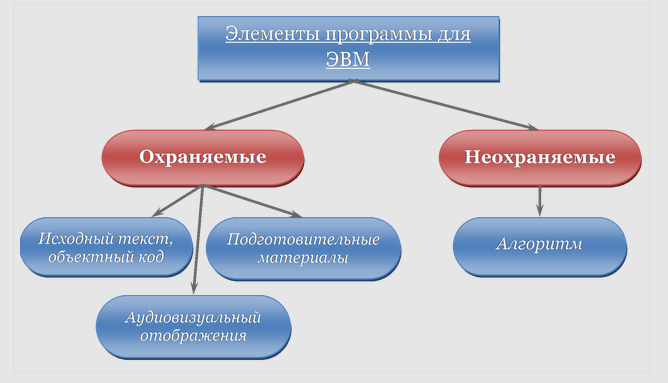 Элементы программы для
ЭВМ
Охраняемые
Неохраняемые
Исходный текст,
объектный код
Подготовительные
материалы
Алгоритм
Аудиовизуальный
отображения